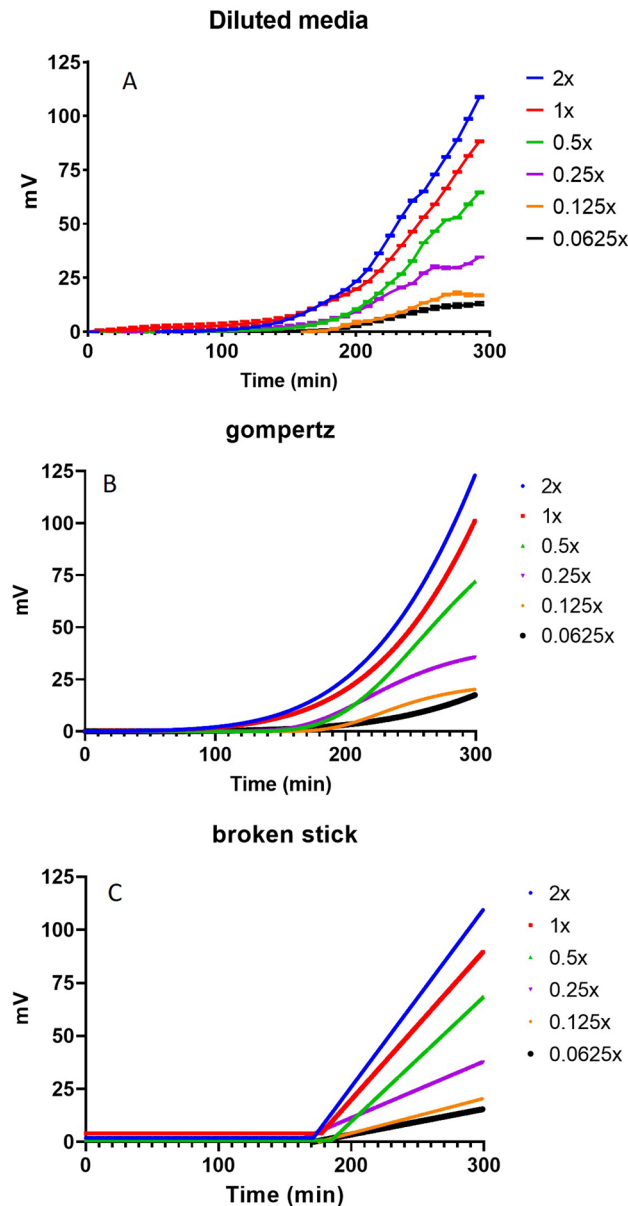 Diluted media
A
125
100
75
50
25
0
mV
0
100
200
300
Time (min)
2x
1x
0.5x
0.25x
0.125x
0.0625x
gompertz
B
125
100
75
50
25
0
mV
0
100
200
300
Time (min)
2x
1x
0.5x
0.25x
0.125x
0.0625x
broken stick
C
125
100
75
50
25
0
mV
0
100
200
300
Time (min)
2x
1x
0.5x
0.25x
0.125x
0.0625x